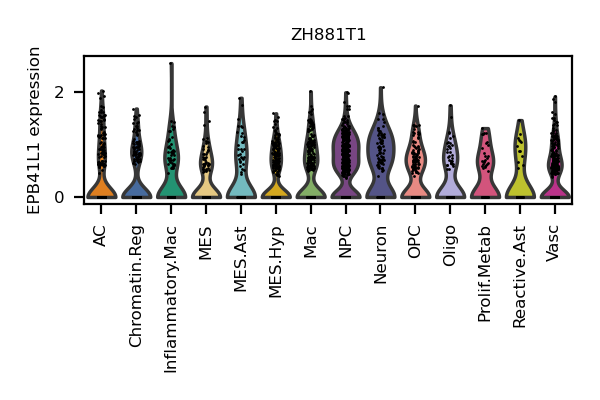 ZH881T1
EPB41L1 expression
2
0
AC
Chromatin.Reg
Inflammatory.Mac
MES
MES.Ast
MES.Hyp
Mac
NPC
Neuron
OPC
Oligo
Prolif.Metab
Reactive.Ast
Vasc